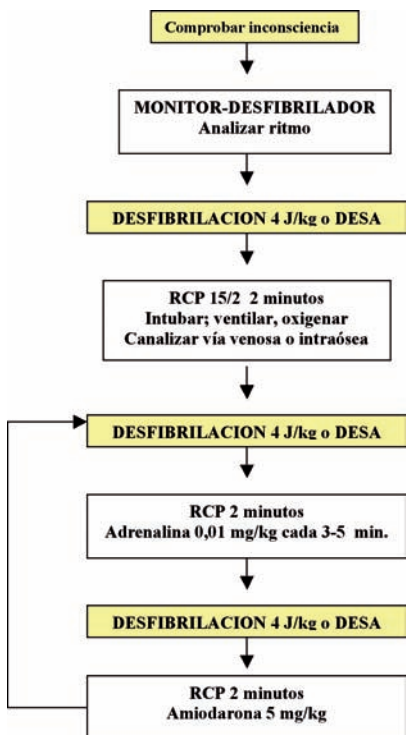 Comprobar inconsciencia
MONITOR-DESFIBRILADOR
Analizar ritmo
DESFIBRILACION 4 J/kg o DESA
RCP 15/2 2 minutos
Intubar; ventilar, oxigenar
Canalizar vía venosa o intraósea
DESFIBRILACION 4 J/kg o DESA
RCP 2 minutos
Adrenalina 0,01 mg/kg cada 3-5 min.
DESFIBRILACION 4 J/kg o DESA
RCP 2 minutos
Amiodarona 5 mg/kg